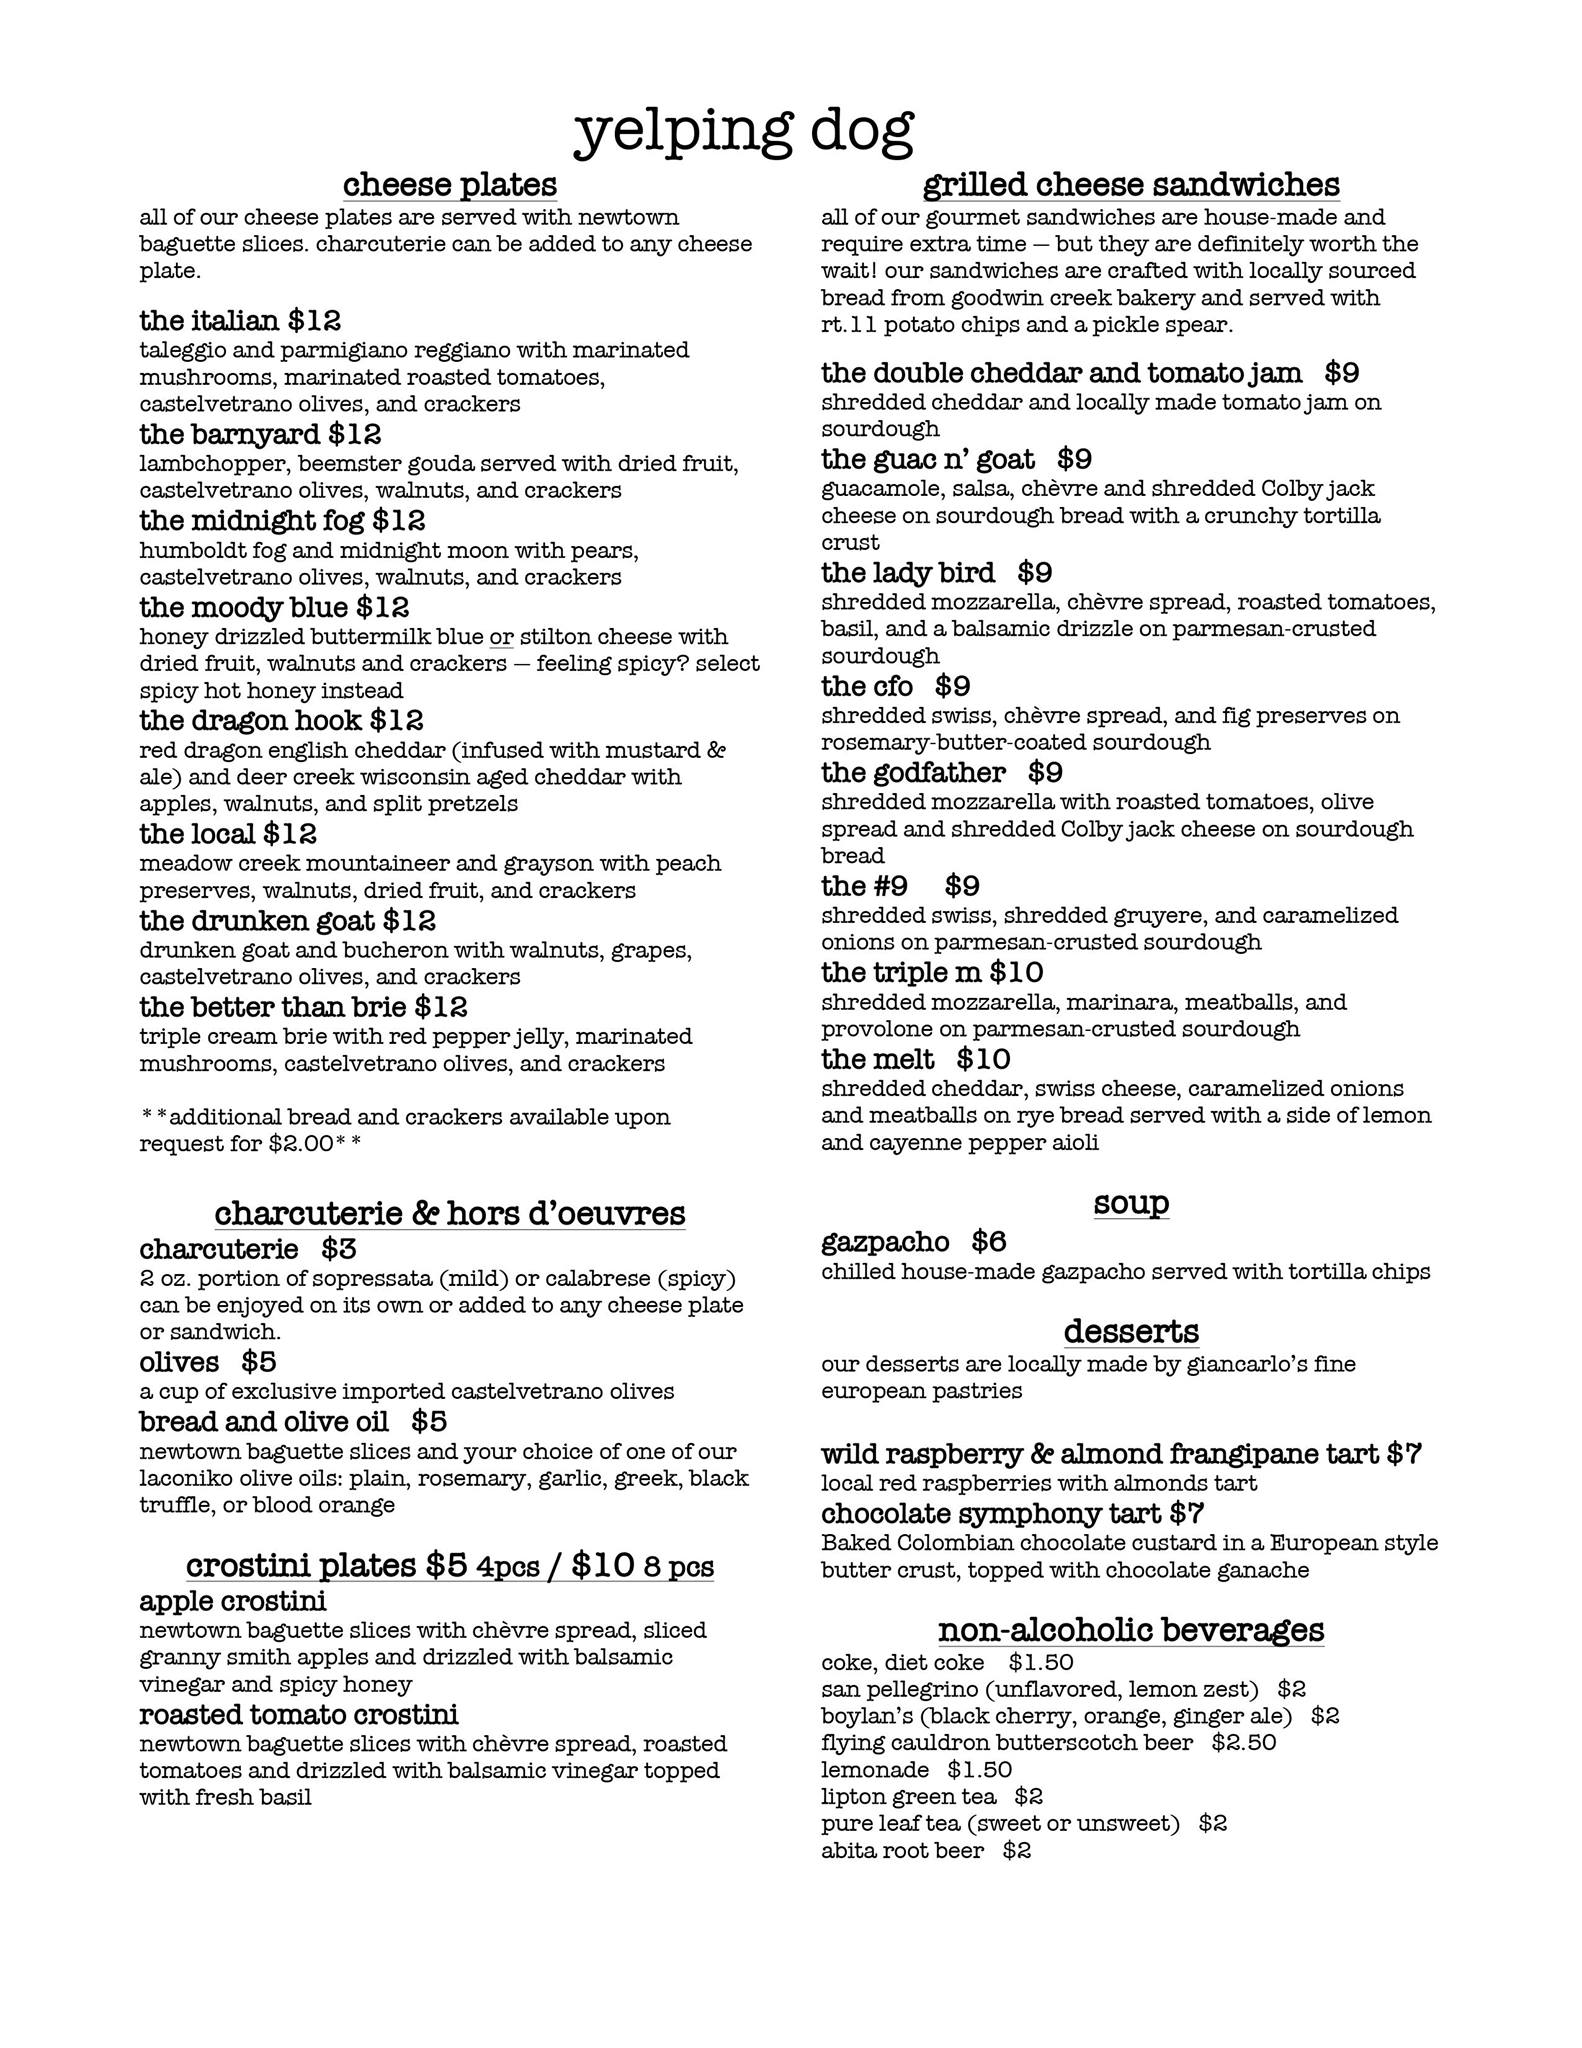 yelping dog
cheese plates
all of our cheese plates are served with newtown
baguette slices. charcuterie can be added to any cheese
plate.
the italian $12
taleggio and parmigiano reggiano with marinated
mushrooms, marinated roasted tomatoes,
castelvetrano olives, and crackers
the barnyard $12
lambchopper, beemster gouda served with dried fruit,
castelvetrano olives, walnuts, and crackers
the midnight fog $12
humboldt fog and midnight moon with pears,
castelvetrano olives, walnuts, and crackers
the moody blue $12
honey drizzled buttermilk blue or stilton cheese with
dried fruit, walnuts and crackers — feeling spicy? select
spicy hot honey instead
the dragon hook $12
red dragon english cheddar (infused with mustard &
ale) and deer creek wisconsin aged cheddar with
apples, walnuts, and split pretzels
the local $12
meadow creek mountaineer and grayson with peach
preserves, walnuts, dried fruit, and crackers
the drunken goat $12
drunken goat and bucheron with walnuts, grapes,
castelvetrano olives, and crackers
the better than brie $12
triple cream brie with red pepper jelly, marinated
mushrooms, castelvetrano olives, and crackers
**additional bread and crackers available upon
request for $2.00**
charcuterie & hors d’oeuvres
charcuterie $3
2 oz. portion of sopressata (mild) or calabrese (spicy)
can be enjoyed on its own or added to any cheese plate
or sandwich.
olives $5
a cup of exclusive imported castelvetrano olives
bread and olive oil $5
newtown baguette slices and your choice of one of our
laconiko olive oils: plain, rosemary, garlic, greek, black
truffle, or blood orange
crostini plates $5 4pcs / $10 8 pcs
apple crostini
newtown baguette slices with chèvre spread, sliced
granny smith apples and drizzled with balsamic
vinegar and spicy honey
roasted tomato crostini
newtown baguette slices with chèvre spread, roasted
tomatoes and drizzled with balsamic vinegar topped
with fresh basil
grilled cheese sandwiches
all of our gourmet sandwiches are house-made and
require extra time — but they are definitely worth the
wait! our sandwiches are crafted with locally sourced
bread from goodwin creek bakery and served with
rt.11 potato chips and a pickle spear.
the double cheddar and tomato jam $9
shredded cheddar and locally made tomato jam on
sourdough
the guac n’ goat $9
guacamole, salsa, chèvre and shredded Colby jack
cheese on sourdough bread with a crunchy tortilla
crust
the lady bird $9
shredded mozzarella, chèvre spread, roasted tomatoes,
basil, and a balsamic drizzle on parmesan-crusted
sourdough
the cfo $9
shredded swiss, chèvre spread, and fig preserves on
rosemary-butter-coated sourdough
the godfather $9
shredded mozzarella with roasted tomatoes, olive
spread and shredded Colby jack cheese on sourdough
bread
the #9 $9
shredded swiss, shredded gruyere, and caramelized
onions on parmesan-crusted sourdough
the triple m $10
shredded mozzarella, marinara, meatballs, and
provolone on parmesan-crusted sourdough
the melt $10
shredded cheddar, swiss cheese, caramelized onions
and meatballs on rye bread served with a side of lemon
and cayenne pepper aioli
soup
gazpacho $6
chilled house-made gazpacho served with tortilla chips
desserts
our desserts are locally made by giancarlo’s fine
european pastries
wild raspberry & almond frangipane tart $7
local red raspberries with almonds tart
chocolate symphony tart $7
Baked Colombian chocolate custard in a European style
butter crust, topped with chocolate ganache
non-alcoholic beverages
coke, diet coke $1.50
san pellegrino (unflavored, lemon zest) $2
boylan’s (black cherry, orange, ginger ale) $2
flying cauldron butterscotch beer $2.50
lemonade $1.50
lipton green tea $2
pure leaf tea (sweet or unsweet) $2
abita root beer $2